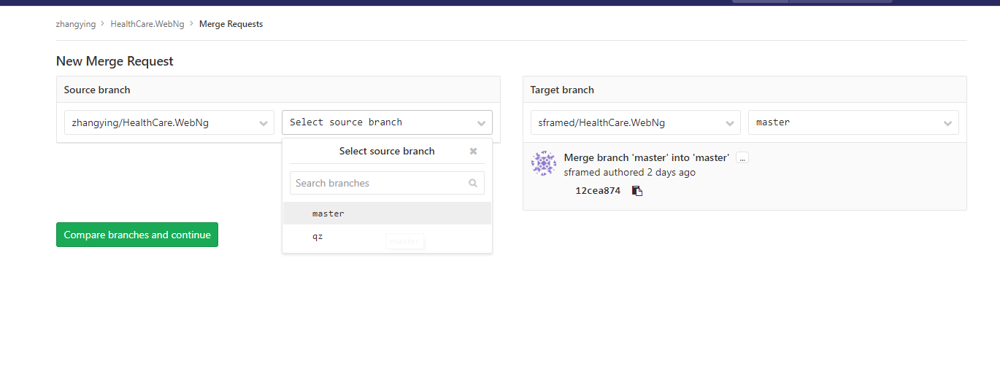 zhangying > HealthCare.WebNg > Merge Requests
New Merge Request
Source branch
zhangying/HealthCare.WebNg
Select source branch
Select source branch
Search branches
master
qz
master
Target branch
sframed/HealthCare.WebNg
master
Merge branch 'master' into 'master' ...
sframed authored 2 days ago
12cea874
Compare branches and continue